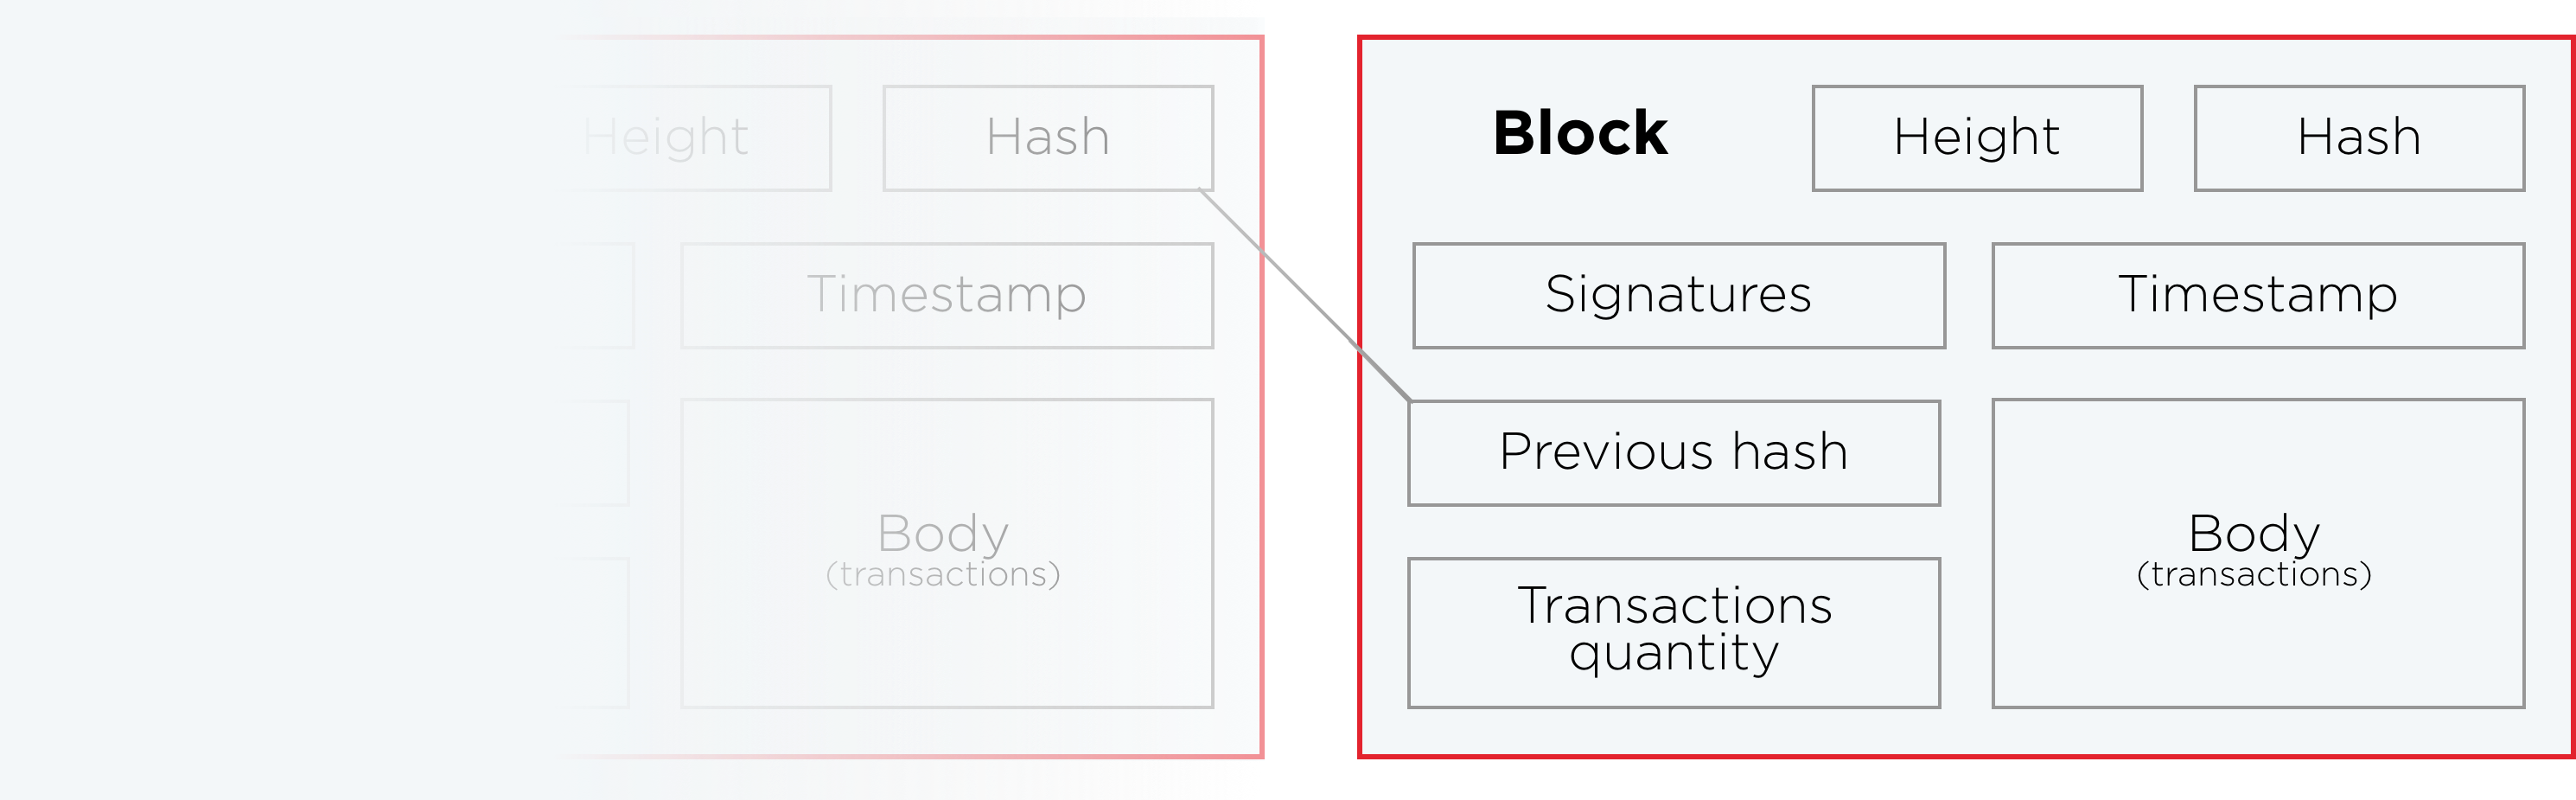 Height
Hash
Timestamp
Body
(transactions)
Block
Height
Hash
Signatures
Timestamp
Previous hash
Body
(transactions)
Transactions
quantity